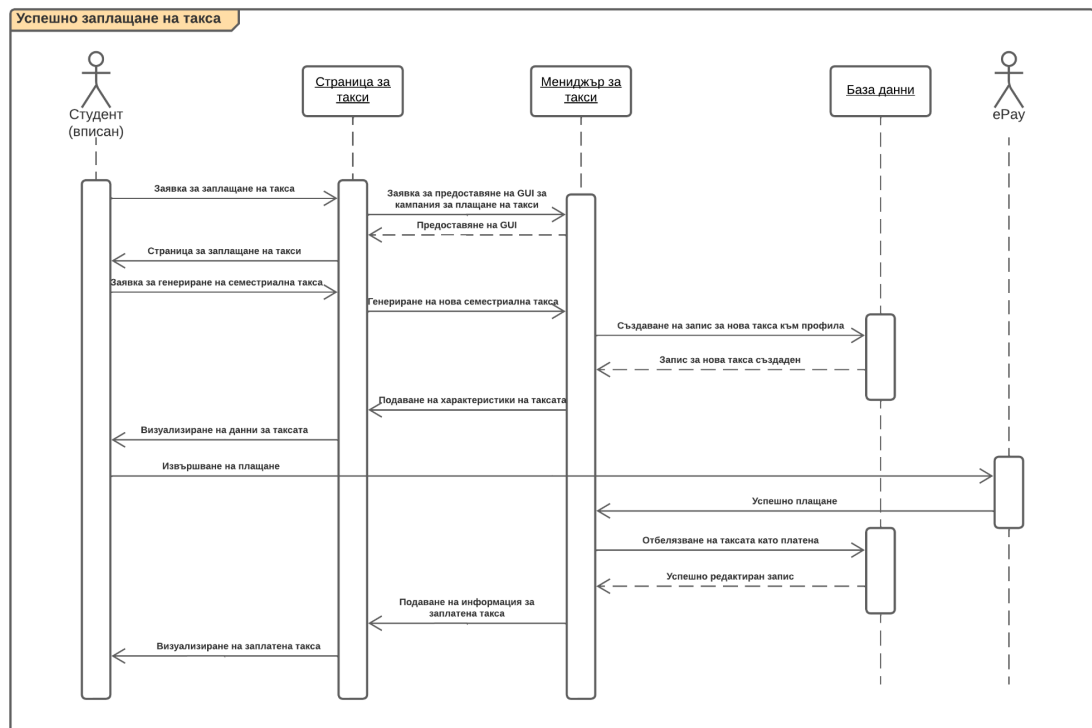 Успешно заплащане на такса
Студент
(вписан)
Страница за
такси
Мениджър за
такси
База данни
ePay
Заявка за заплащане на такса
Заявка за предоставяне на GUI за
кампания за плащане на такси
Предоставяне на GUI
Страница за заплащане на такси
Заявка за генериране на семестриална такса
Генериране на нова семестриална такса
Създаване на запис за нова такса към профила
Запис за нова такса създаден
Подаване на характеристики на таксата
Визуализиране на данни за таксата
Извършване на плащане
Успешно плащане
Отбелязване на таксата като платена
Успешно редактиран запис
Подаване на информация за
заплатена такса
Визуализиране на заплатена такса